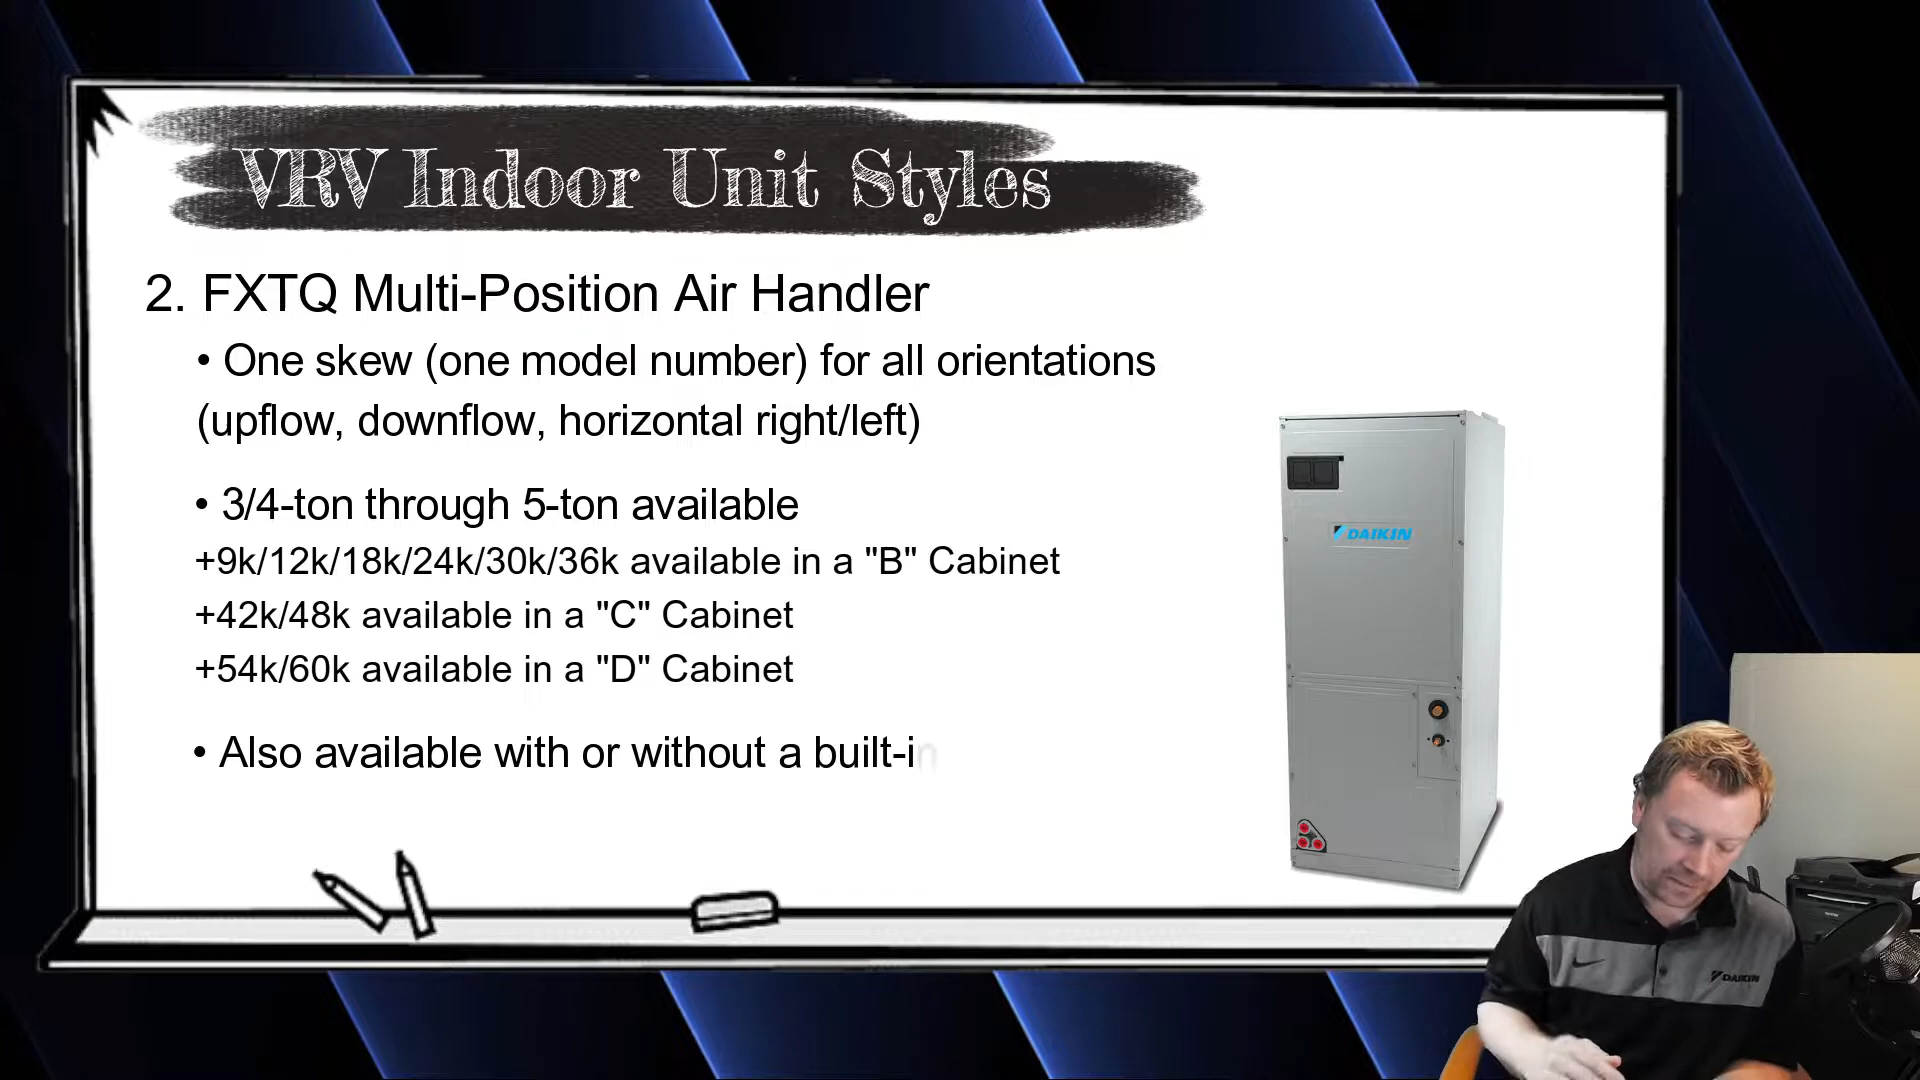 VRV Indoor Unit Styles
2. FXTQ Multi-Position Air Handler
• One skew (one model number) for all orientations
(upflow, downflow, horizontal right/left)
• 3/4-ton through 5-ton available
+9k/12k/18k/24k/30k/36k available in a "B" Cabinet
+42k/48k available in a "C" Cabinet
+54k/60k available in a "D" Cabinet
• Also available with or without a built-in
DAIKIN
DAIKIN